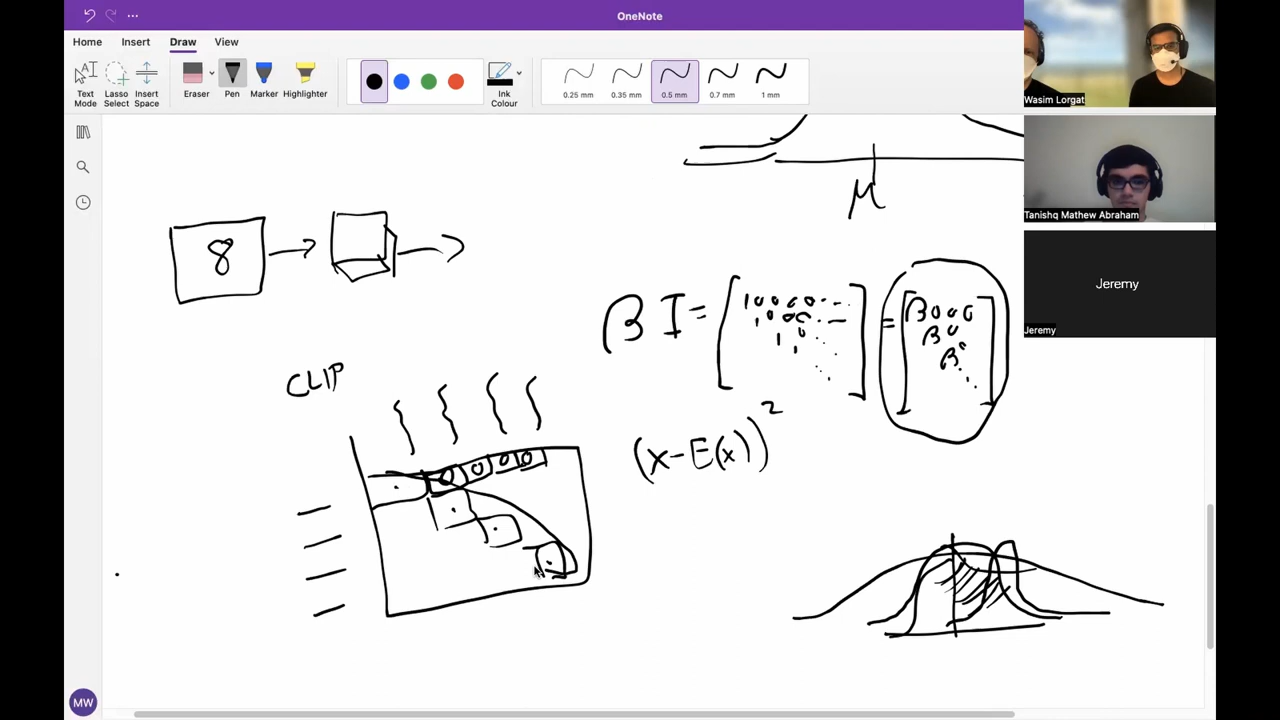 OneNote
Home Insert Draw View
Text Mode
Lasso Select
Insert Space
Eraser
Pen
Marker
Highlighter
Ink Colour
0.25 mm
0.35 mm
0.5 mm
0.7 mm
1 mm
Wasim Lorgat
Tanishq Mathew Abraham
Jeremy
Jeremy
μ
8
β I = =
(x-E(x))²
CLIP
MW